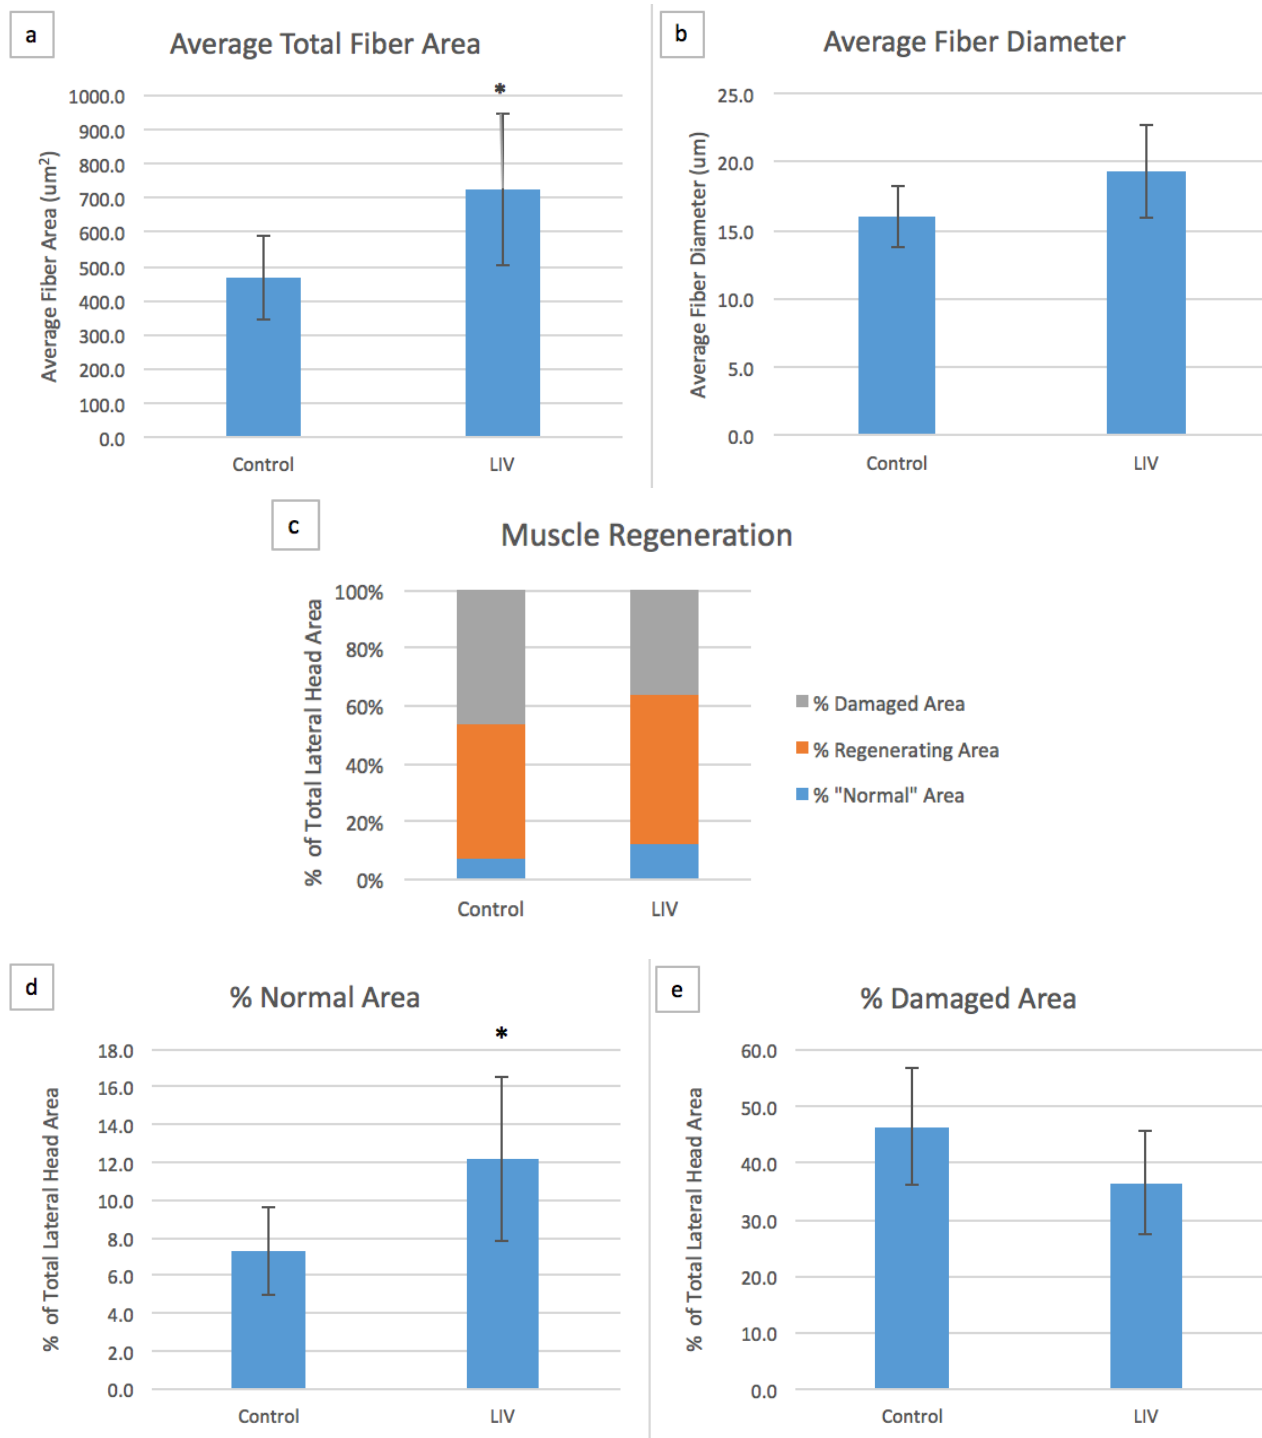 a
Average Total Fiber Area
*
Average Fiber Area (um²)
1000.0
900.0
800.0
700.0
600.0
500.0
400.0
300.0
200.0
100.0
0.0
Control LIV
b
Average Fiber Diameter
Average Fiber Diameter (um)
25.0
20.0
15.0
10.0
5.0
0.0
Control LIV
c
Muscle Regeneration
% of Total Lateral Head Area
100%
80%
60%
40%
20%
0%
Control LIV
% Damaged Area
% Regenerating Area
% "Normal" Area
d
% Normal Area
*
% of Total Lateral Head Area
18.0
16.0
14.0
12.0
10.0
8.0
6.0
4.0
2.0
0.0
Control LIV
e
% Damaged Area
% of Total Lateral Head Area
60.0
50.0
40.0
30.0
20.0
10.0
0.0
Control LIV